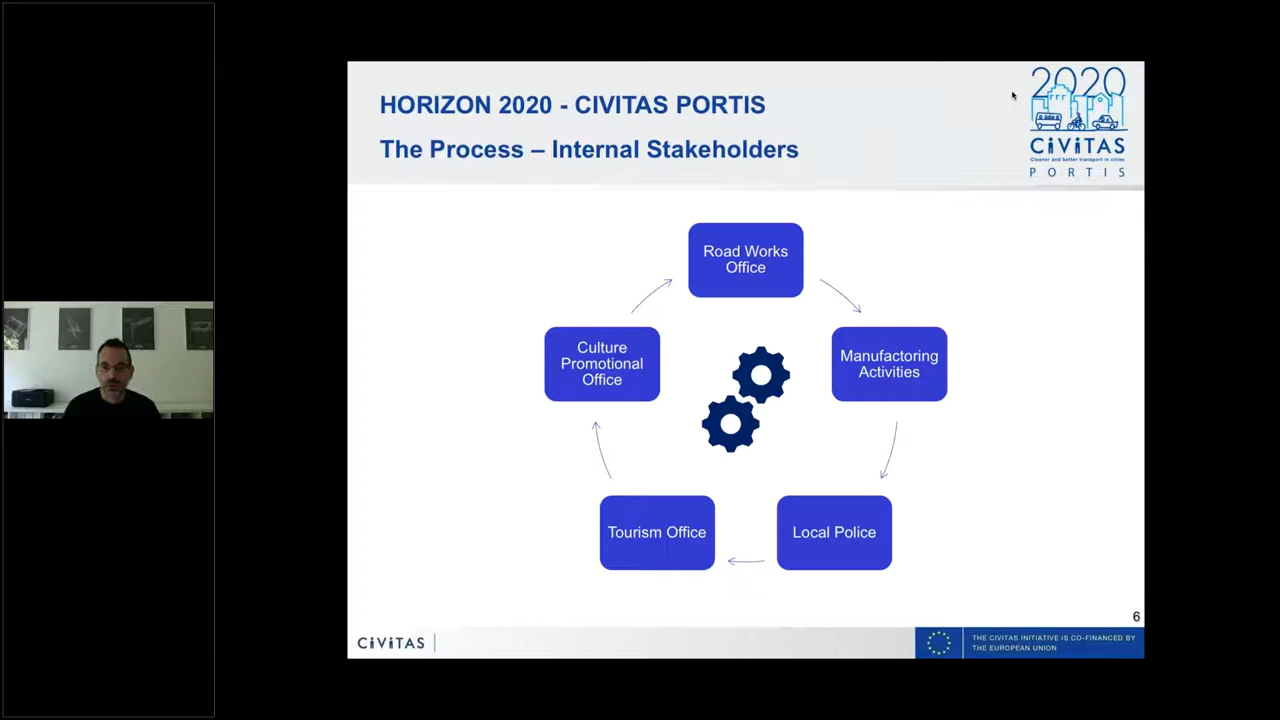 HORIZON 2020 - CIVITAS PORTIS
The Process – Internal Stakeholders
2020
CiViTAS
Cleaner and better transport in cities
PORTIS
Road Works
Office
Manufactoring
Activities
Local Police
Tourism Office
Culture
Promotional
Office
6
CiViTAS
THE CIVITAS INITIATIVE IS CO-FINANCED BY
THE EUROPEAN UNION